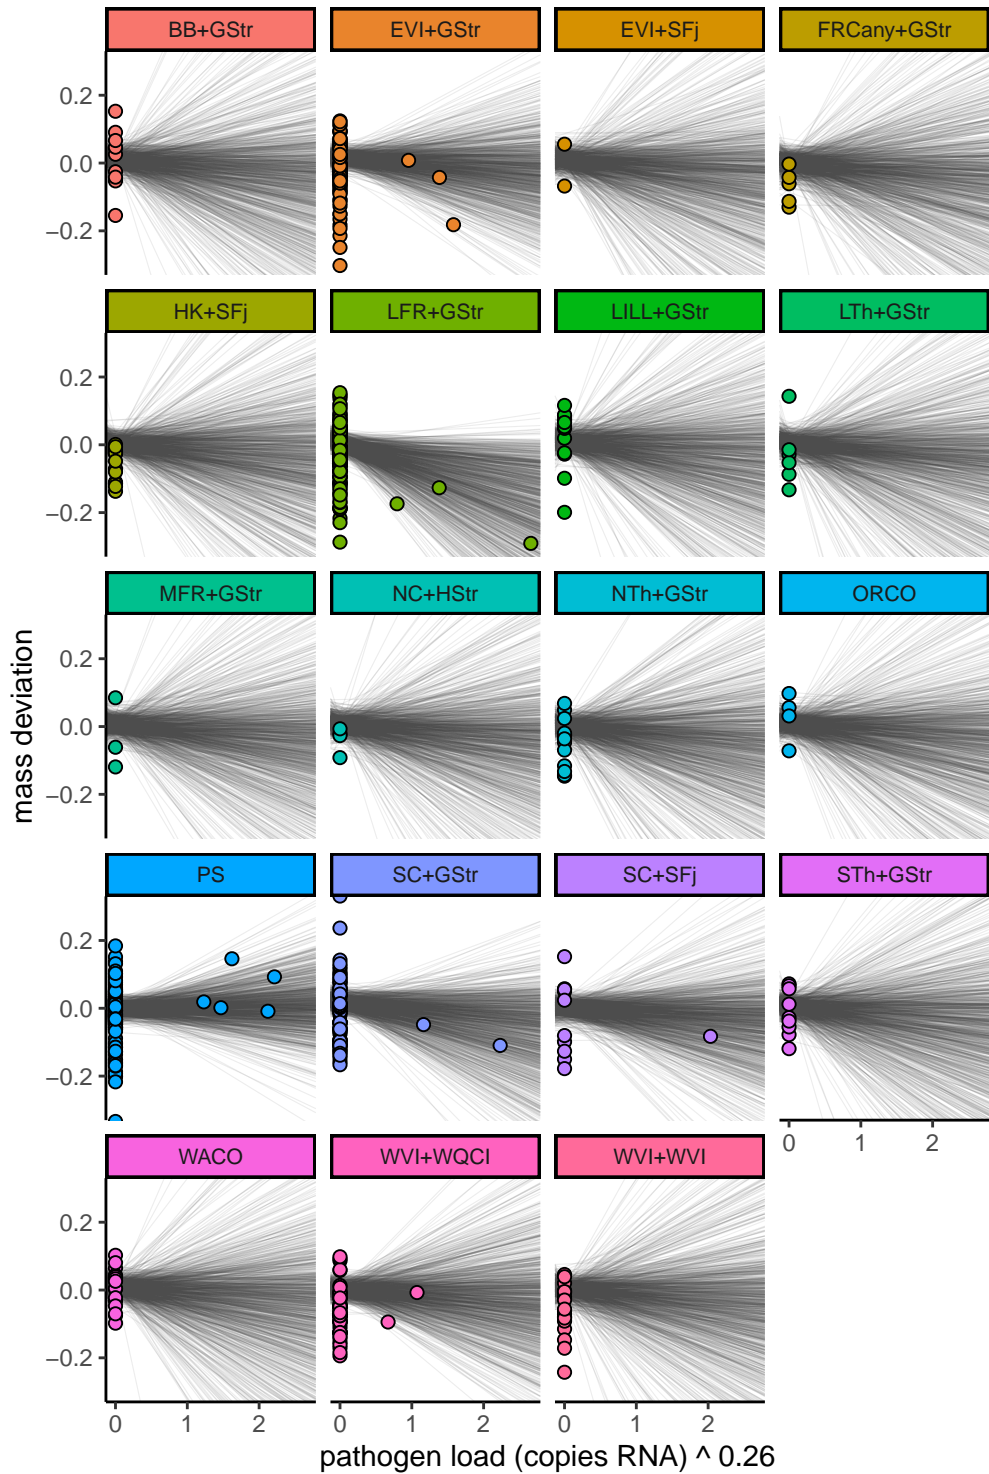 BB+GStr EVI+GStr EVI+SFj FRCany+GStr
0.2
0.0
−0.2
HK+SFj LFR+GStr LILL+GStr LTh+GStr
0.2
0.0
−0.2
MFR+GStr NC+HStr NTh+GStr ORCO
0.2
0.0
−0.2
mass deviation
PS SC+GStr SC+SFj STh+GStr
0.2
0.0
−0.2
0 1 2
WACO WVI+WQCI WVI+WVI
0.2
0.0
−0.2
0 1 2 0 1 2 0 1 2
pathogen load (copies RNA) ^ 0.26